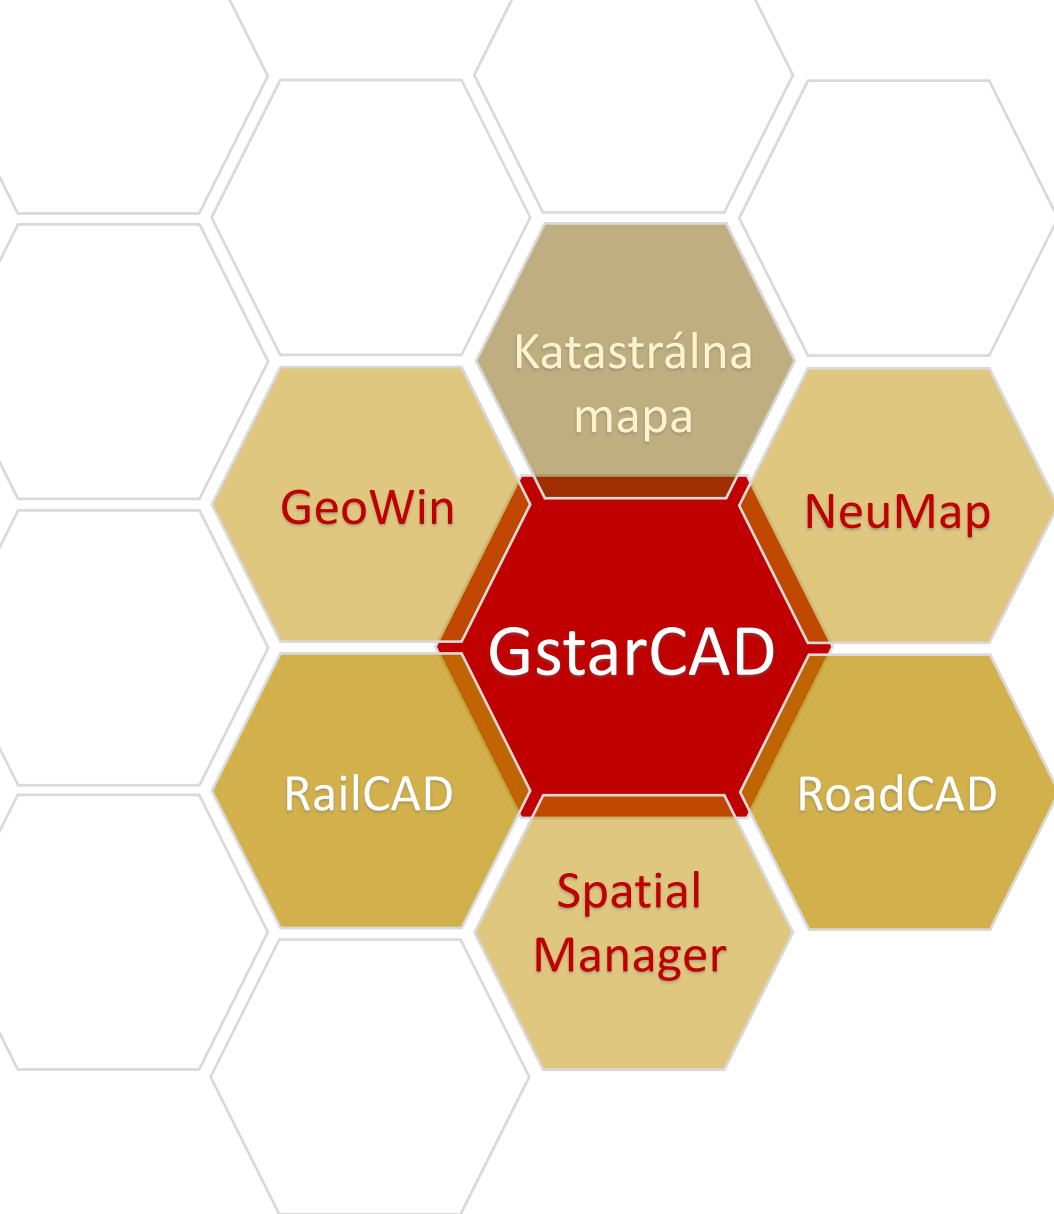 Katastrálna
mapa
GeoWin
NeuMap
GstarCAD
RailCAD
RoadCAD
Spatial
Manager